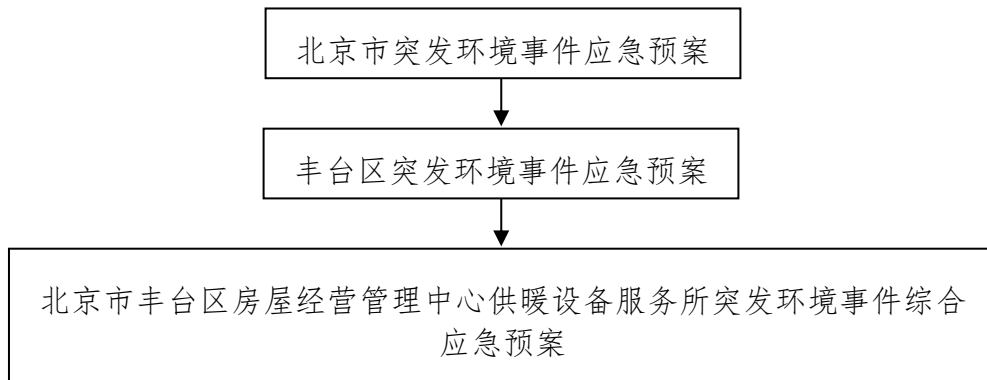 北京市突发环境事件应急预案
丰台区突发环境事件应急预案
北京市丰台区房屋经营管理中心供暖设备服务所突发环境事件综合
应急预案